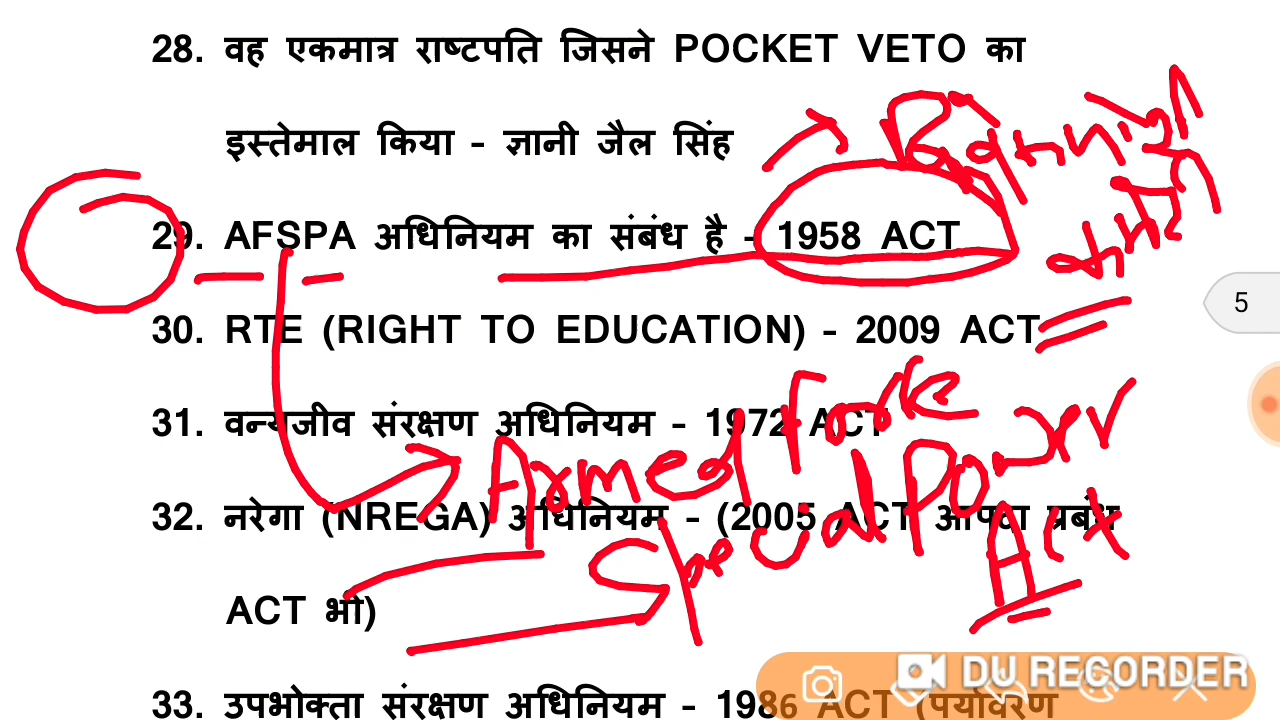 28. वह एकमात्र राष्टपति जिसने POCKET VETO का
इस्तेमाल किया - ज्ञानी जैल सिंह
29. AFSPA अधिनियम का संबंध है - 1958 ACT
30. RTE (RIGHT TO EDUCATION) - 2009 ACT
5
31. वन्यजीव संरक्षण अधिनियम - 1972 ACT
Armed Forke
Special Power
Act
32. नरेगा (NREGA) अधिनियम - (2005 ACT आपदा प्रबंध
ACT भी)
33. उपभोक्ता संरक्षण अधिनियम - 1986 ACT (पर्यावरण
DU RECORDER